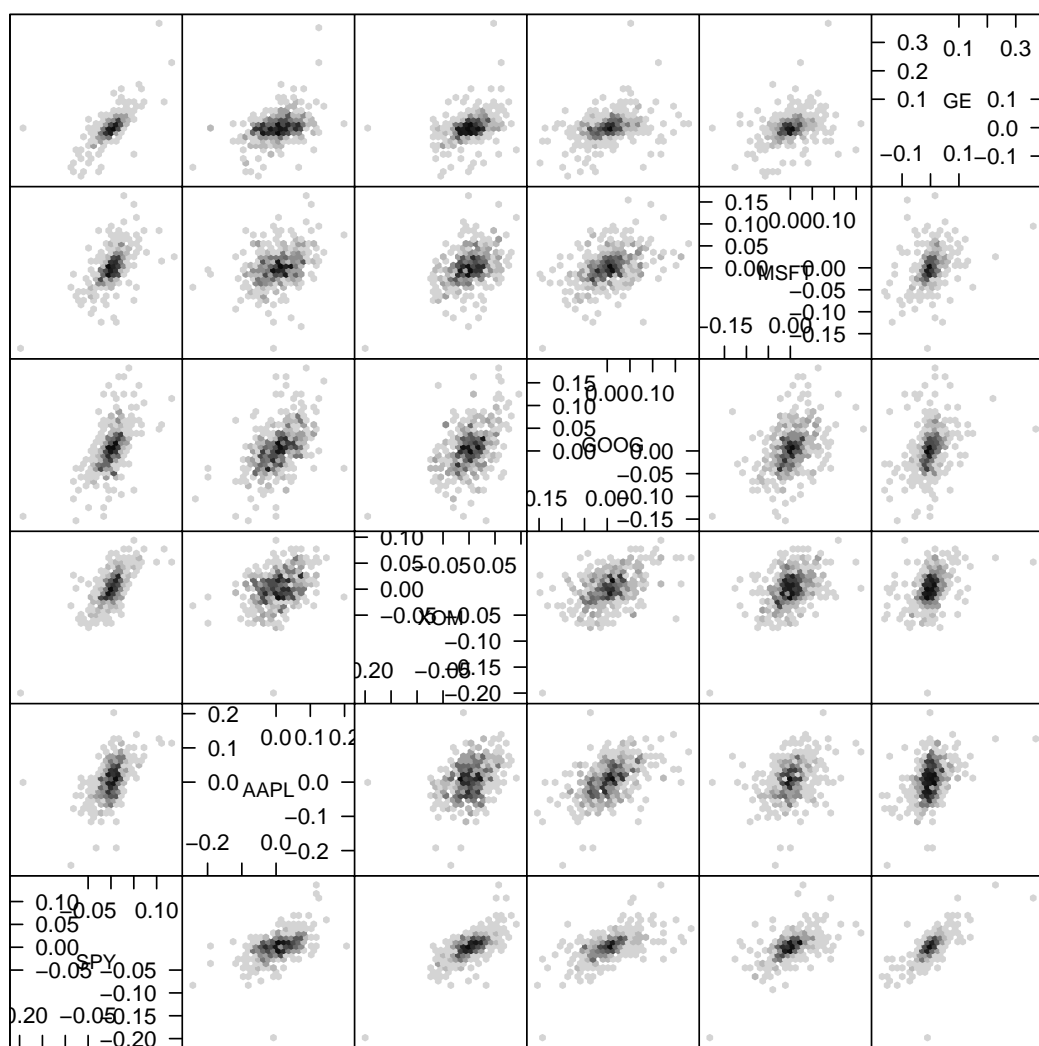 0.3 0.1 0.3
0.2
0.1 GE 0.1
0.0
−0.1 0.1 −0.1
0.15
0.10 0.00 0.10
0.05
0.00 MSFT 0.00
−0.05
−0.10
−0.15 0.00 −0.15
0.15 0.00 0.10
0.10
0.05
0.00 GOOG 0.00
−0.05
0.15 0.00 −0.10
−0.15
0.10
0.05 −0.05 0.05
0.00
−0.05 XOM −0.05
−0.10
0.20 −0.05 −0.15
−0.20
0.2
0.1 0.0 0.1 0.2
0.0 AAPL 0.0
−0.1
−0.2 0.0 −0.2
0.10 −0.05 0.10
0.05
0.00
−0.05 SPY −0.05
−0.10
0.20 −0.05 −0.15
−0.20